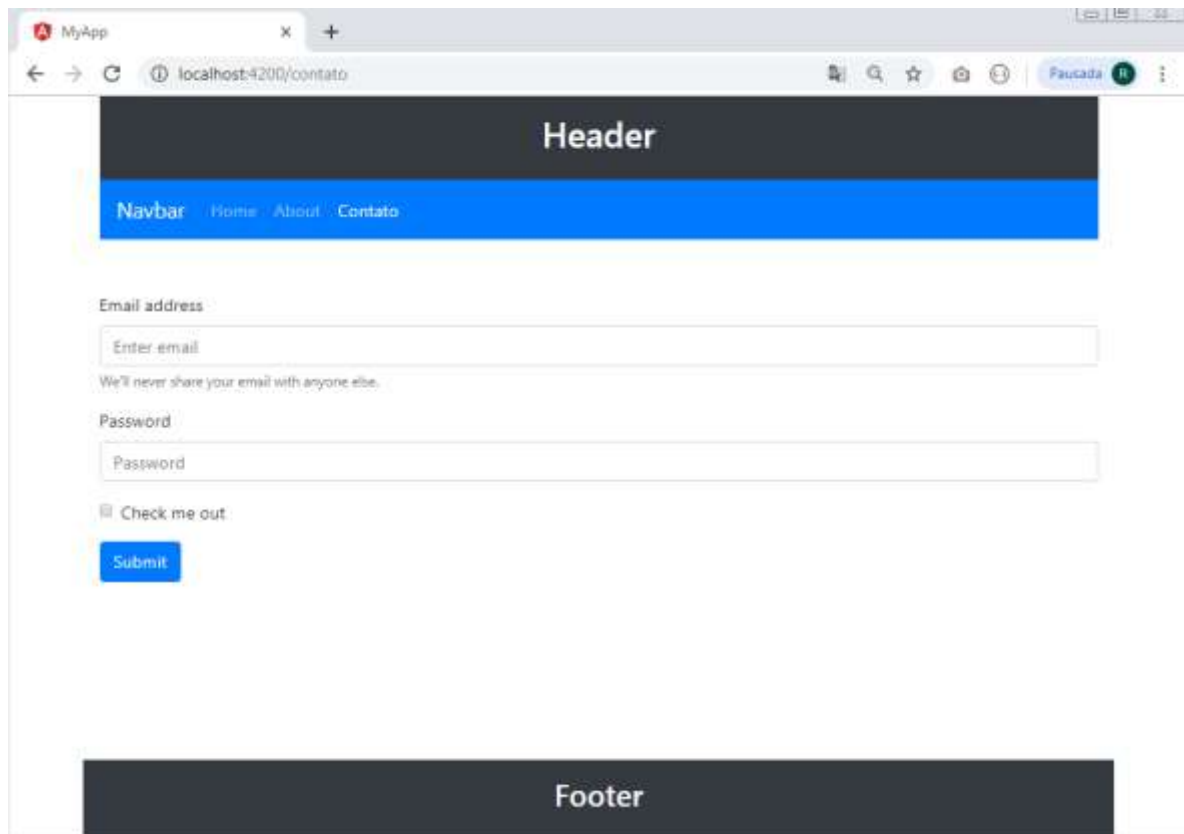 MyApp
localhost:4200/contato
Pausada R
Header
Navbar Home About Contato
Email address
Enter email
We'll never share your email with anyone else.
Password
Password
Check me out
Submit
Footer